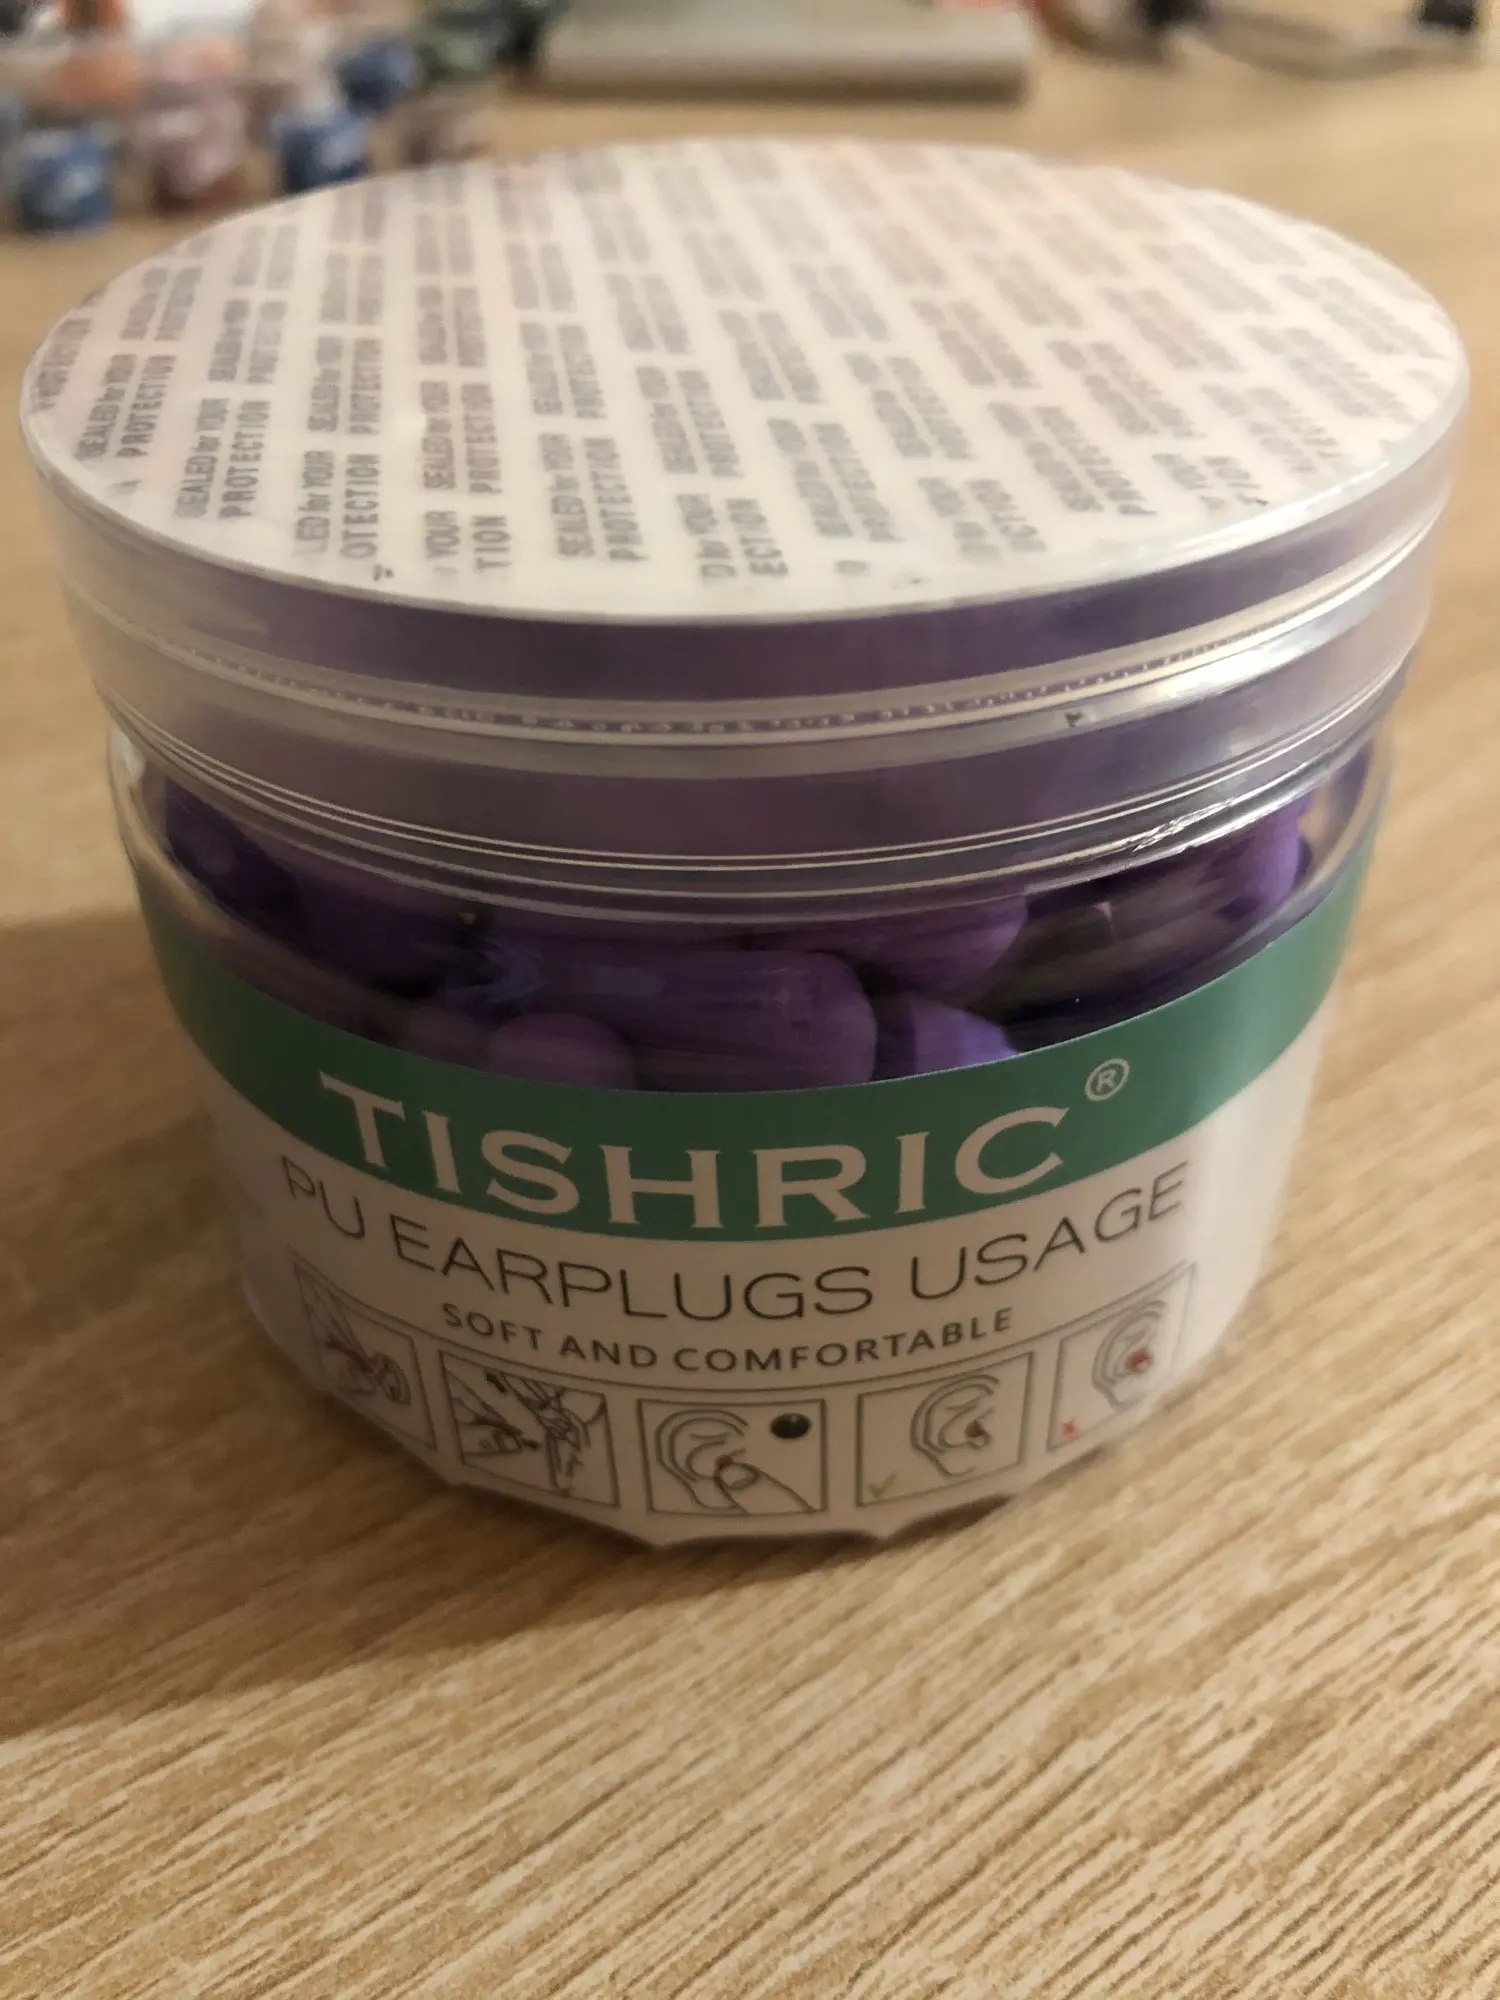 SEALED for YOUR
PROTECTION
TISHRIC®
PU EARPLUGS USAGE
SOFT AND COMFORTABLE